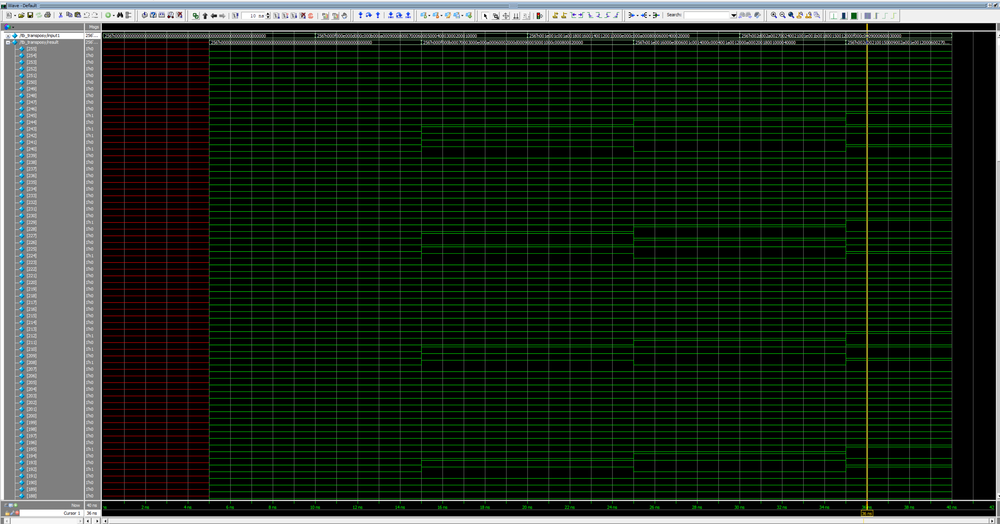 Wave - Default
10 ns
Search:
Msgs
/tb_transposy/input1 256'... 256'h0000000000000000000000000000000000000000000000000000000000000000 256'h000f000e000d000c000b000a0009000800070006000500040003000200010000 256'h001e001c001a00180016001400120010000e000c000a00080006000400020000 256'h002d002a002700240021001e001b001800150012000f000c0009000600030000
/tb_transposy/result 256'... 256'h0000000000000000000000000000000000000000000000000000000000000000 256'h000f000b00070003000e000a00060002000d000900050001000c000800020000 256'h001e0016000e0006001c0014000c0004001a0012000a00020018001000040000 256'h002d002100150009002a001e001200060027...
[255] 1'h0
[254] 1'h0
[253] 1'h0
[252] 1'h0
[251] 1'h0
[250] 1'h0
[249] 1'h0
[248] 1'h0
[247] 1'h0
[246] 1'h0
[245] 1'h1
[244] 1'h0
[243] 1'h1
[242] 1'h1
[241] 1'h0
[240] 1'h1
[239] 1'h0
[238] 1'h0
[237] 1'h0
[236] 1'h0
[235] 1'h0
[234] 1'h0
[233] 1'h0
[232] 1'h0
[231] 1'h0
[230] 1'h0
[229] 1'h1
[228] 1'h0
[227] 1'h0
[226] 1'h0
[225] 1'h0
[224] 1'h1
[223] 1'h0
[222] 1'h0
[221] 1'h0
[220] 1'h0
[219] 1'h0
[218] 1'h0
[217] 1'h0
[216] 1'h0
[215] 1'h0
[214] 1'h0
[213] 1'h0
[212] 1'h1
[211] 1'h0
[210] 1'h1
[209] 1'h0
[208] 1'h1
[207] 1'h0
[206] 1'h0
[205] 1'h0
[204] 1'h0
[203] 1'h0
[202] 1'h0
[201] 1'h0
[200] 1'h0
[199] 1'h0
[198] 1'h0
[197] 1'h0
[196] 1'h0
[195] 1'h1
[194] 1'h0
[193] 1'h0
[192] 1'h1
[191] 1'h0
[190] 1'h0
[189] 1'h0
[188] 1'h0
Now 40 ns ns 2 ns 4 ns 6 ns 8 ns 10 ns 12 ns 14 ns 16 ns 18 ns 20 ns 22 ns 24 ns 26 ns 28 ns 30 ns 32 ns 34 ns 36 ns 38 ns 40 ns 42
Cursor 1 36 ns 36 ns